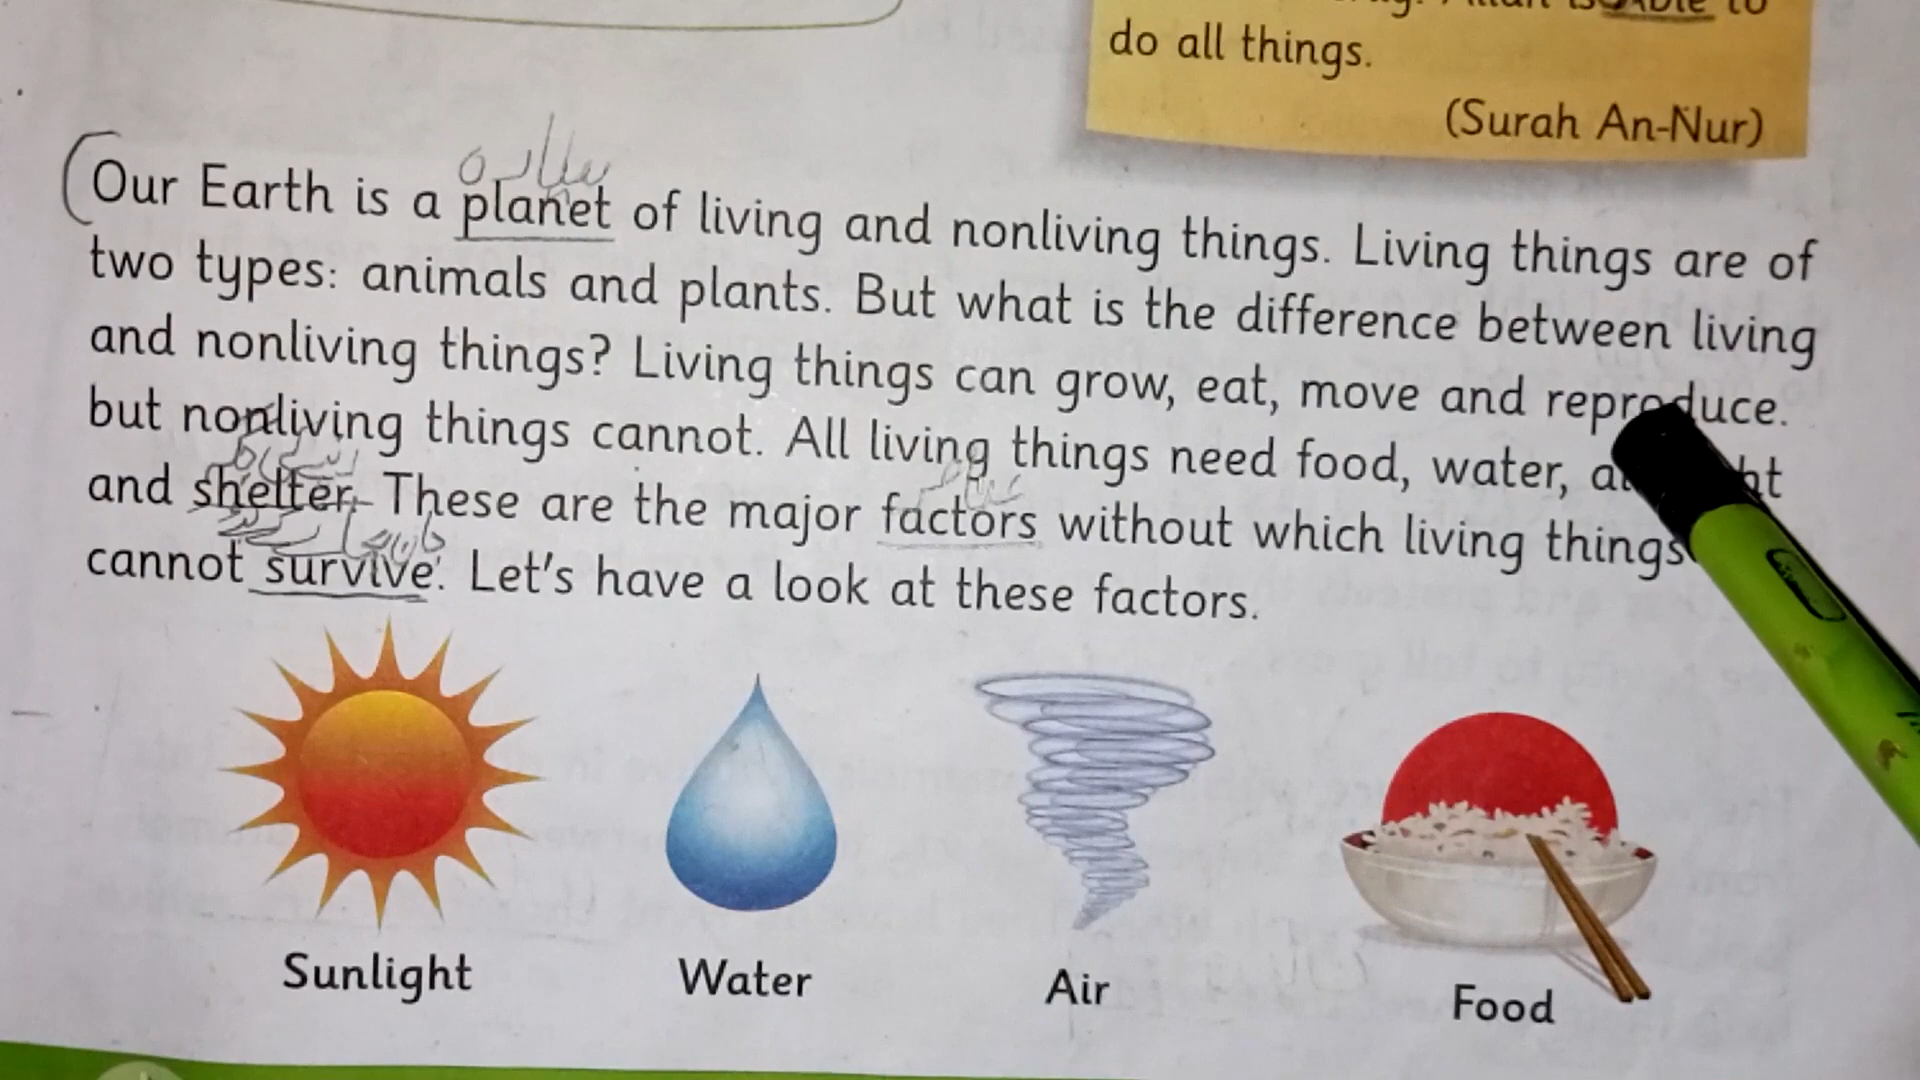 do all things.
(Surah An-Nur)
سیارہ
Our Earth is a planet of living and nonliving things. Living things are of
two types: animals and plants. But what is the difference between living
and nonliving things? Living things can grow, eat, move and reproduce.
but nonliving things cannot. All living things need food, water,
and shelter. These are the major factors without which living things
cannot survive. Let's have a look at these factors.
Sunlight
Water
Air
Food